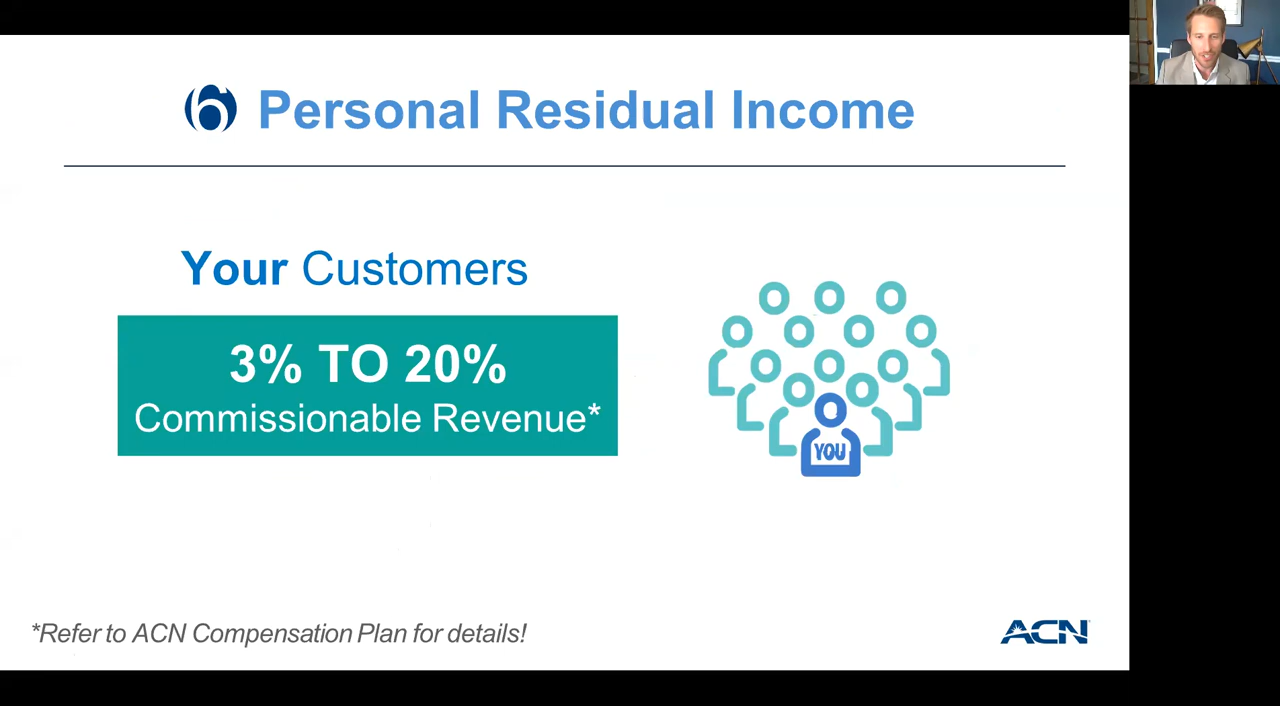 6 Personal Residual Income
Your Customers
3% TO 20%
Commissionable Revenue*
YOU
*Refer to ACN Compensation Plan for details!
ACN